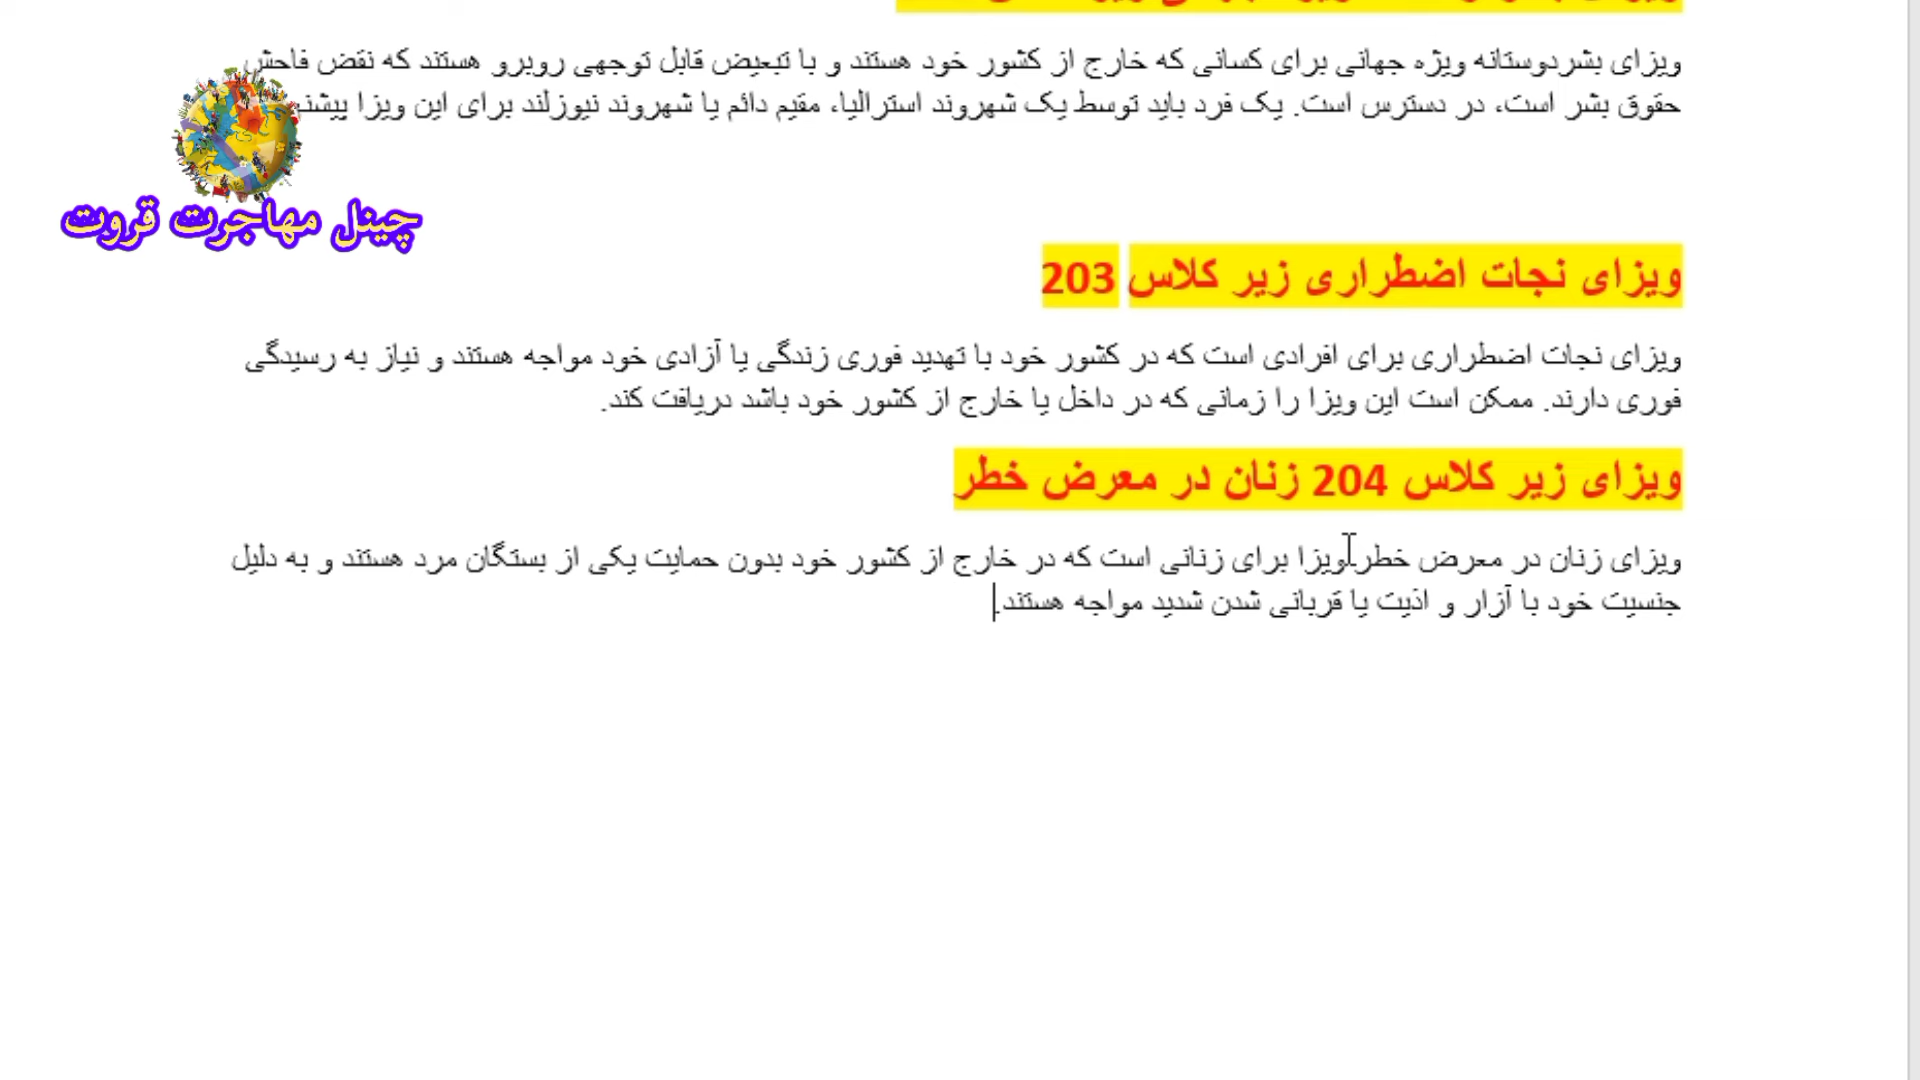 ویزای بشردوستانه ویژه جهانی برای کسانی که خارج از کشور خود هستند و با تبعیض قابل توجهی روبرو هستند که نقض فاحش
حقوق بشر است، در دسترس است. یک فرد باید توسط یک شهروند استرالیا، مقیم دائم یا شهروند نیوزلند برای این ویزا
چینل مهاجرت قروت
ویزای نجات اضطراری زیر کلاس 203
ویزای نجات اضطراری برای افرادی است که در کشور خود با تهدید فوری زندگی یا آزادی خود مواجه هستند و نیاز به رسیدگی
فوری دارند. ممکن است این ویزا را زمانی که در داخل یا خارج از کشور خود باشد دریافت کند.
ویزای زیر کلاس 204 زنان در معرض خطر
ویزای زنان در معرض خطر ویزا برای زنانی است که در خارج از کشور خود بدون حمایت یکی از بستگان مرد هستند و به دلیل
جنسیت خود با آزار و اذیت یا قربانی شدن شدید مواجه هستند.